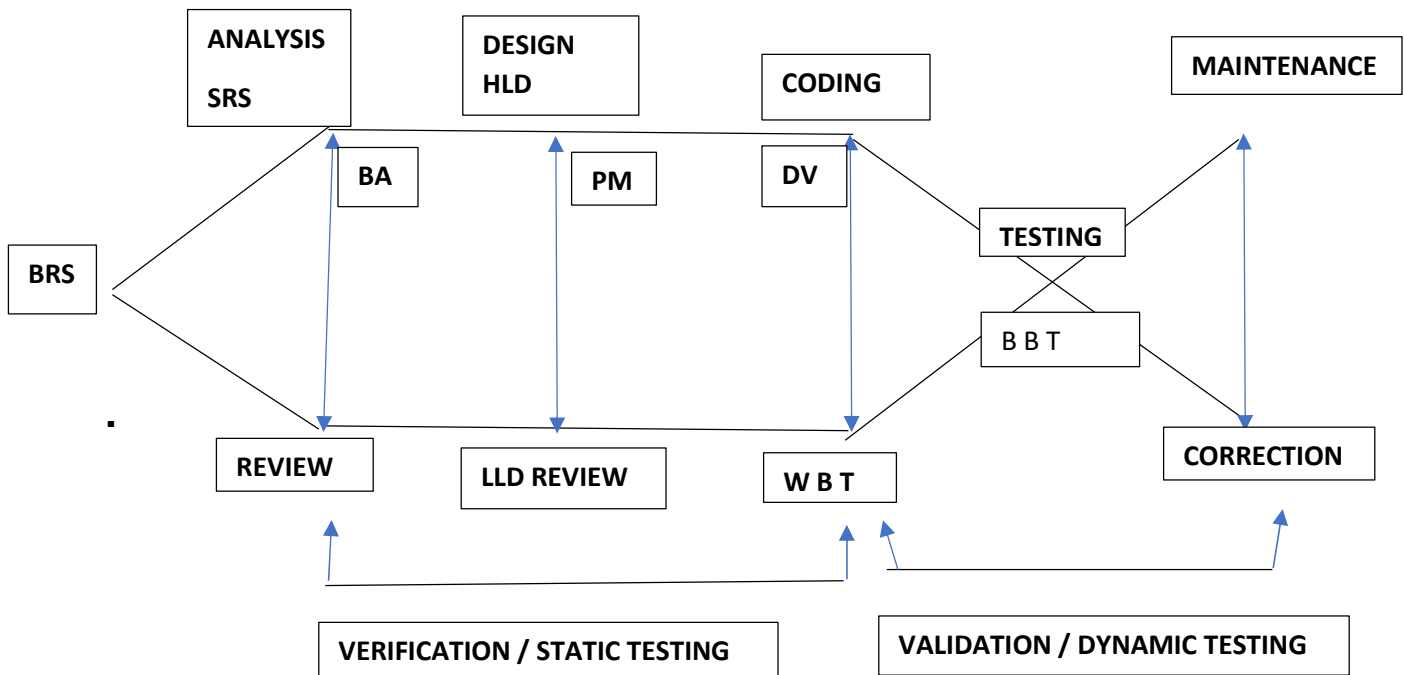 ANALYSIS
SRS
DESIGN
HLD
CODING
MAINTENANCE
BA
PM
DV
TESTING
BRS
B B T
REVIEW
LLD REVIEW
W B T
CORRECTION
VERIFICATION / STATIC TESTING
VALIDATION / DYNAMIC TESTING